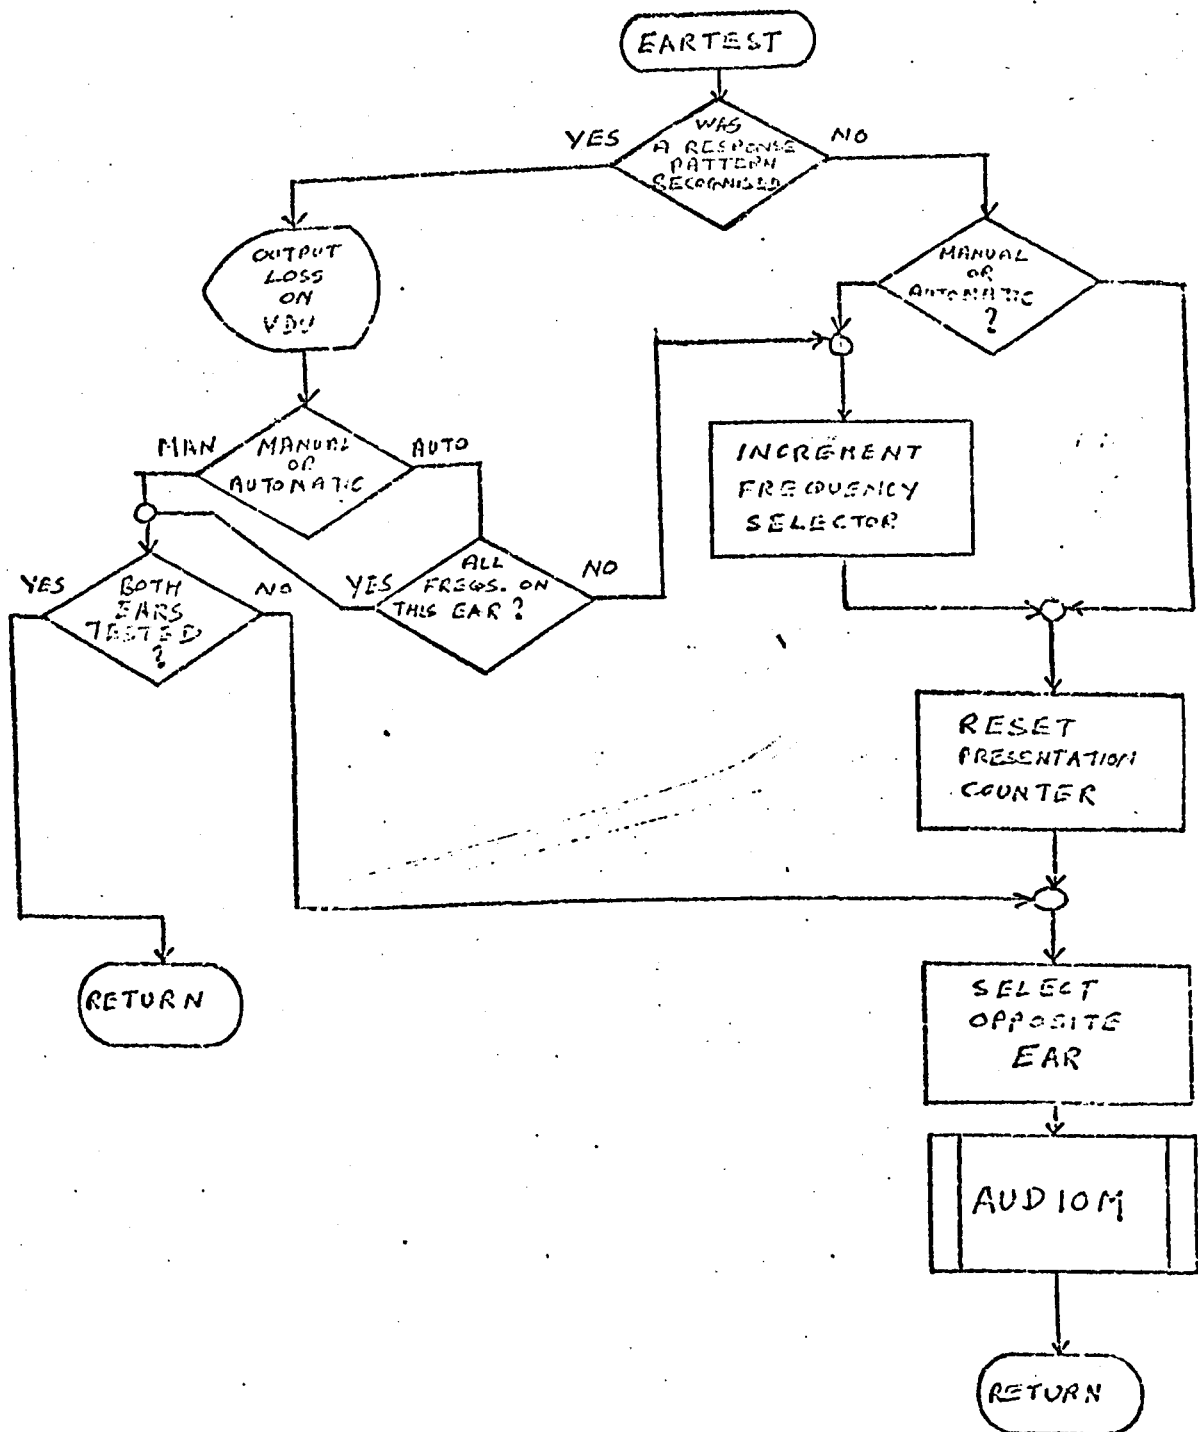 EARTEST
YES
WAS
A RESPONSE
PATTERN
RECOGNISED
NO
OUTPUT
LOSS
ON
VDU
MANUAL
OR
AUTOMATIC
?
MAN
MANUAL
OR
AUTOMATIC
AUTO
INCREMENT
FREQUENCY
SELECTOR
YES
BOTH
EARS
TESTED
?
NO
YES
ALL
FREQS. ON
THIS EAR ?
NO
RESET
PRESENTATION
COUNTER
RETURN
SELECT
OPPOSITE
EAR
AUDIOM
RETURN